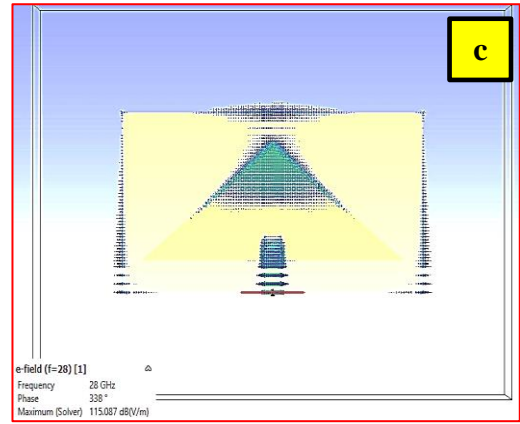 c
e-field (f=28) [1]
Frequency 28 GHz
Phase 338 °
Maximum (Solver) 115.087 dB(V/m)